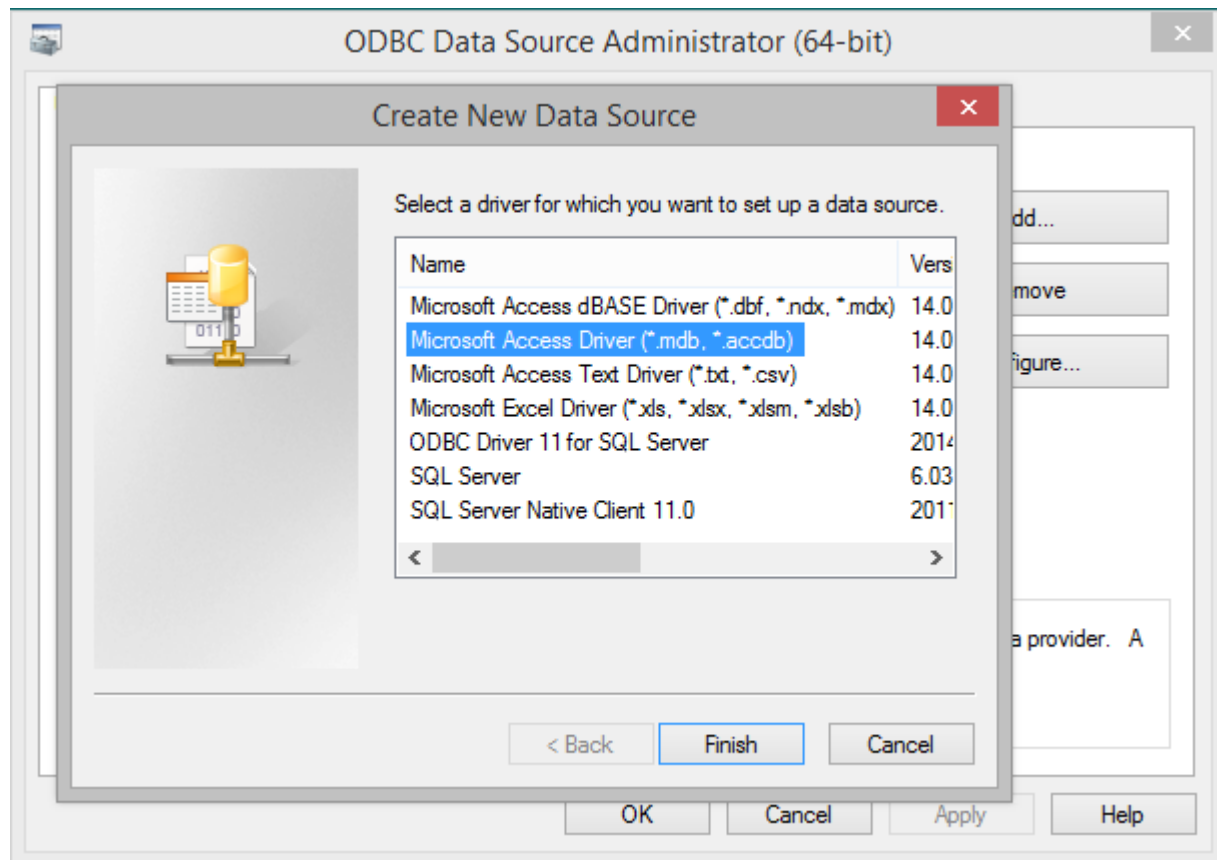 ODBC Data Source Administrator (64-bit)
Create New Data Source
Select a driver for which you want to set up a data source.
Name Vers
Microsoft Access dBASE Driver (*.dbf, *.ndx, *.mdx) 14.0
Microsoft Access Driver (*.mdb, *.accdb) 14.0
Microsoft Access Text Driver (*.txt, *.csv) 14.0
Microsoft Excel Driver (*.xls, *.xlsx, *.xlsm, *.xlsb) 14.0
ODBC Driver 11 for SQL Server 2014
SQL Server 6.03
SQL Server Native Client 11.0 2011
< Back Finish Cancel
dd...
move
figure...
a provider. A
OK Cancel Apply Help